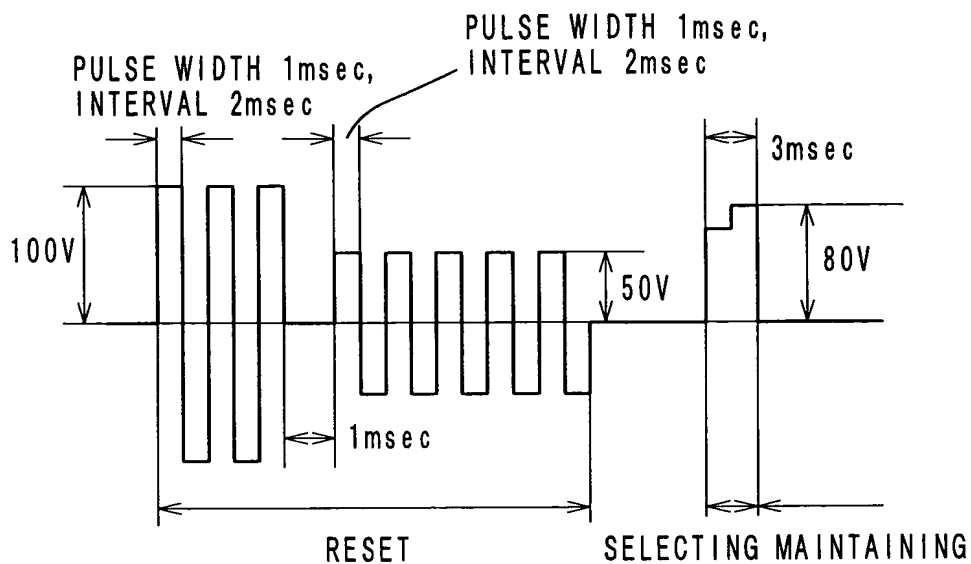 PULSE WIDTH 1msec,
INTERVAL 2msec
PULSE WIDTH 1msec,
INTERVAL 2msec
3msec
100V
50V
80V
1msec
RESET
SELECTING MAINTAINING